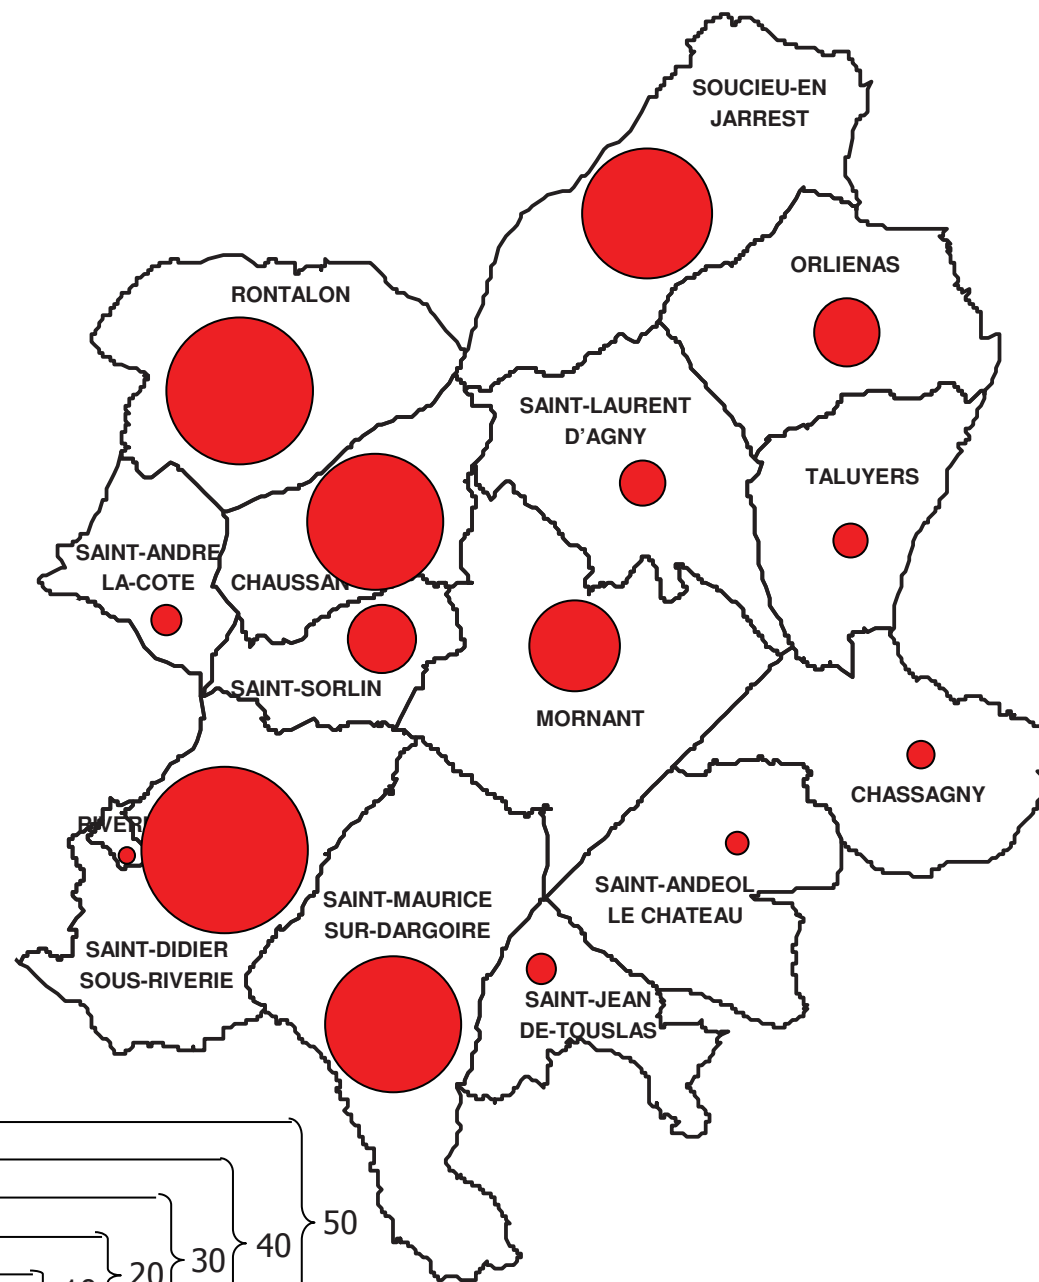 SOUCIEU-EN
JARREST
ORLIENAS
RONTALON
SAINT-LAURENT
D'AGNY
TALUYERS
SAINT-ANDRE
LA-COTE
CHAUSSAN
SAINT-SORLIN
MORNANT
CHASSAGNY
SAINT-ANDEOL
LE CHATEAU
SAINT-MAURICE
SUR-DARGOIRE
SAINT-DIDIER
SOUS-RIVERIE
SAINT-JEAN
DE-TOUSLAS
50
40
30
20